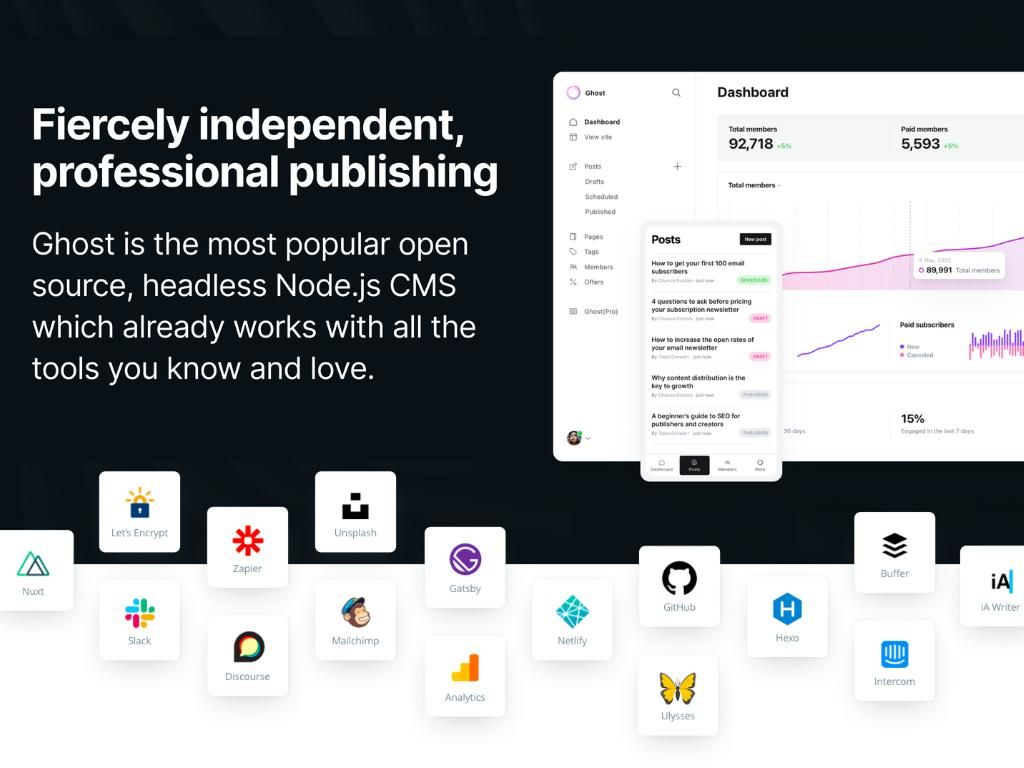 Fiercely independent,
professional publishing
Ghost is the most popular open
source, headless Node.js CMS
which already works with all the
tools you know and love.
Ghost
Dashboard
View site
Posts
Drafts
Scheduled
Published
Pages
Tags
Members
Offers
Ghost(Pro)
Dashboard
Total members
92,718 +5%
Paid members
5,593 +5%
Total members
4 May, 2022
89,991 Total members
Paid subscribers
New
Canceled
36 days
15%
Engaged in the last 7 days
Posts
New post
How to get your first 100 email
subscribers
SCHEDULED
4 questions to ask before pricing
your subscription newsletter
DRAFT
How to increase the open rates of
your email newsletter
DRAFT
Why content distribution is the
key to growth
PUBLISHED
A beginner's guide to SEO for
publishers and creators
PUBLISHED
Dashboard
Posts
Members
More
Nuxt
Let's Encrypt
Slack
Zapier
Discourse
Unsplash
Mailchimp
Gatsby
Analytics
Netlify
GitHub
Ulysses
Hexo
Buffer
Intercom
iA
iA Writer